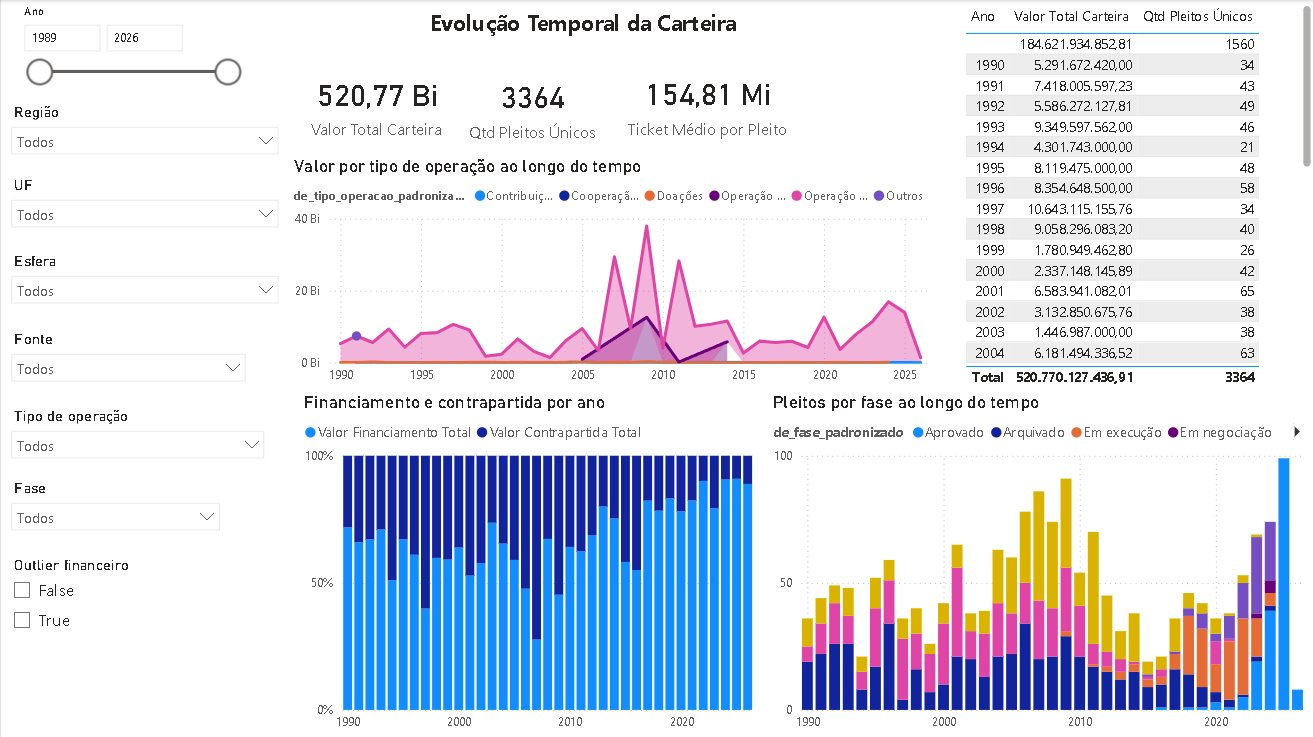 Ano
1989 2026
Região
Todos
UF
Todos
Esfera
Todos
Fonte
Todos
Tipo de operação
Todos
Fase
Todos
Outlier financeiro
False
True
Evolução Temporal da Carteira
520,77 Bi
Valor Total Carteira
3364
Qtd Pleitos Únicos
154,81 Mi
Ticket Médio por Pleito
Valor por tipo de operação ao longo do tempo
de_tipo_operacao_padroniza... Contribuiç... Cooperaçã... Doações Operação ... Operação ... Outros
40 Bi
20 Bi
0 Bi
1990 1995 2000 2005 2010 2015 2020 2025
Ano Valor Total Carteira Qtd Pleitos Únicos
184.621.934.852,81 1560
1990 5.291.672.420,00 34
1991 7.418.005.597,23 43
1992 5.586.272.127,81 49
1993 9.349.597.562,00 46
1994 4.301.743.000,00 21
1995 8.119.475.000,00 48
1996 8.354.648.500,00 58
1997 10.643.115.155,76 34
1998 9.058.296.083,20 40
1999 1.780.949.462,80 26
2000 2.337.148.145,89 42
2001 6.583.941.082,01 65
2002 3.132.850.675,76 38
2003 1.446.987.000,00 38
2004 6.181.494.336,52 63
Total 520.770.127.436,91 3364
Financiamento e contrapartida por ano
Valor Financiamento Total Valor Contrapartida Total
100%
50%
0%
1990 2000 2010 2020
Pleitos por fase ao longo do tempo
de_fase_padronizado Aprovado Arquivado Em execução Em negociação
100
50
0
1990 2000 2010 2020